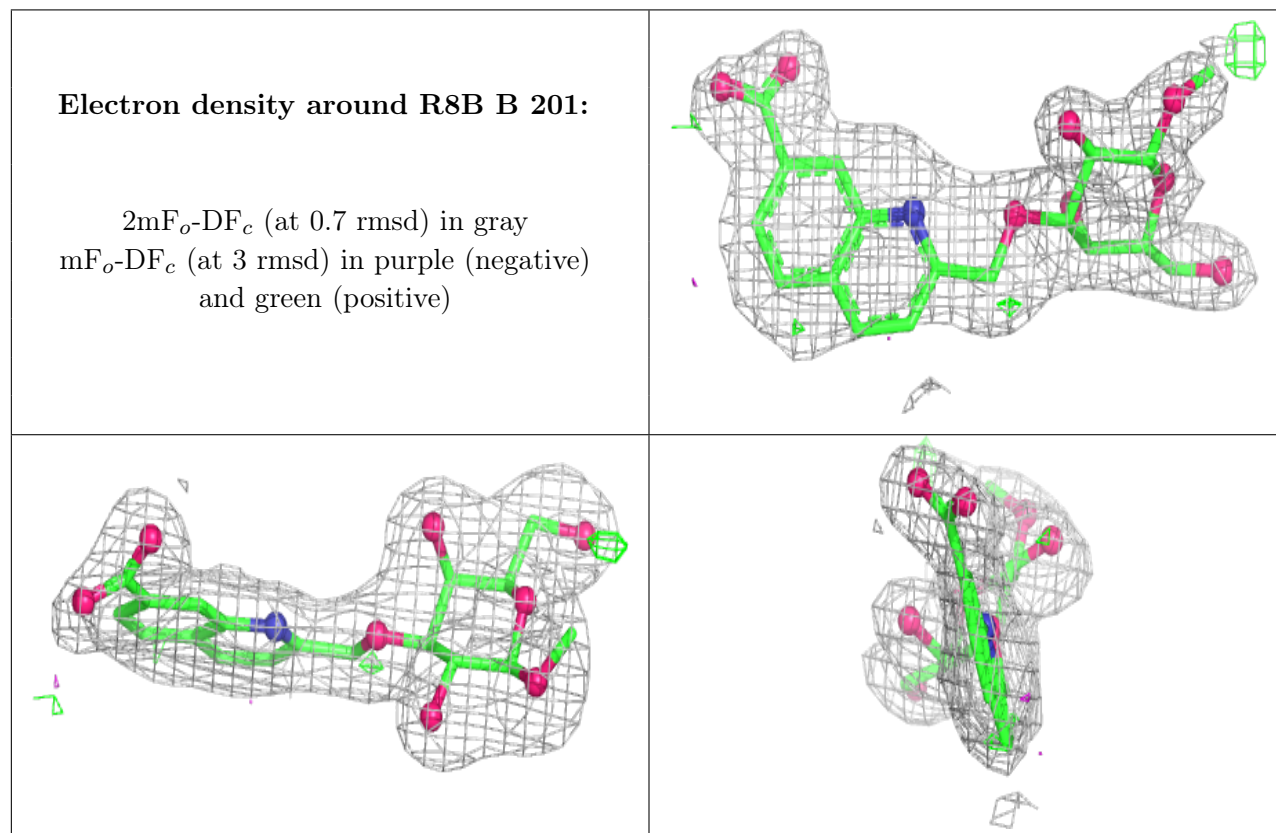 Electron density around R8B B 201:
2mFₒ-DF𝒸 (at 0.7 rmsd) in gray
mFₒ-DF𝒸 (at 3 rmsd) in purple (negative)
and green (positive)